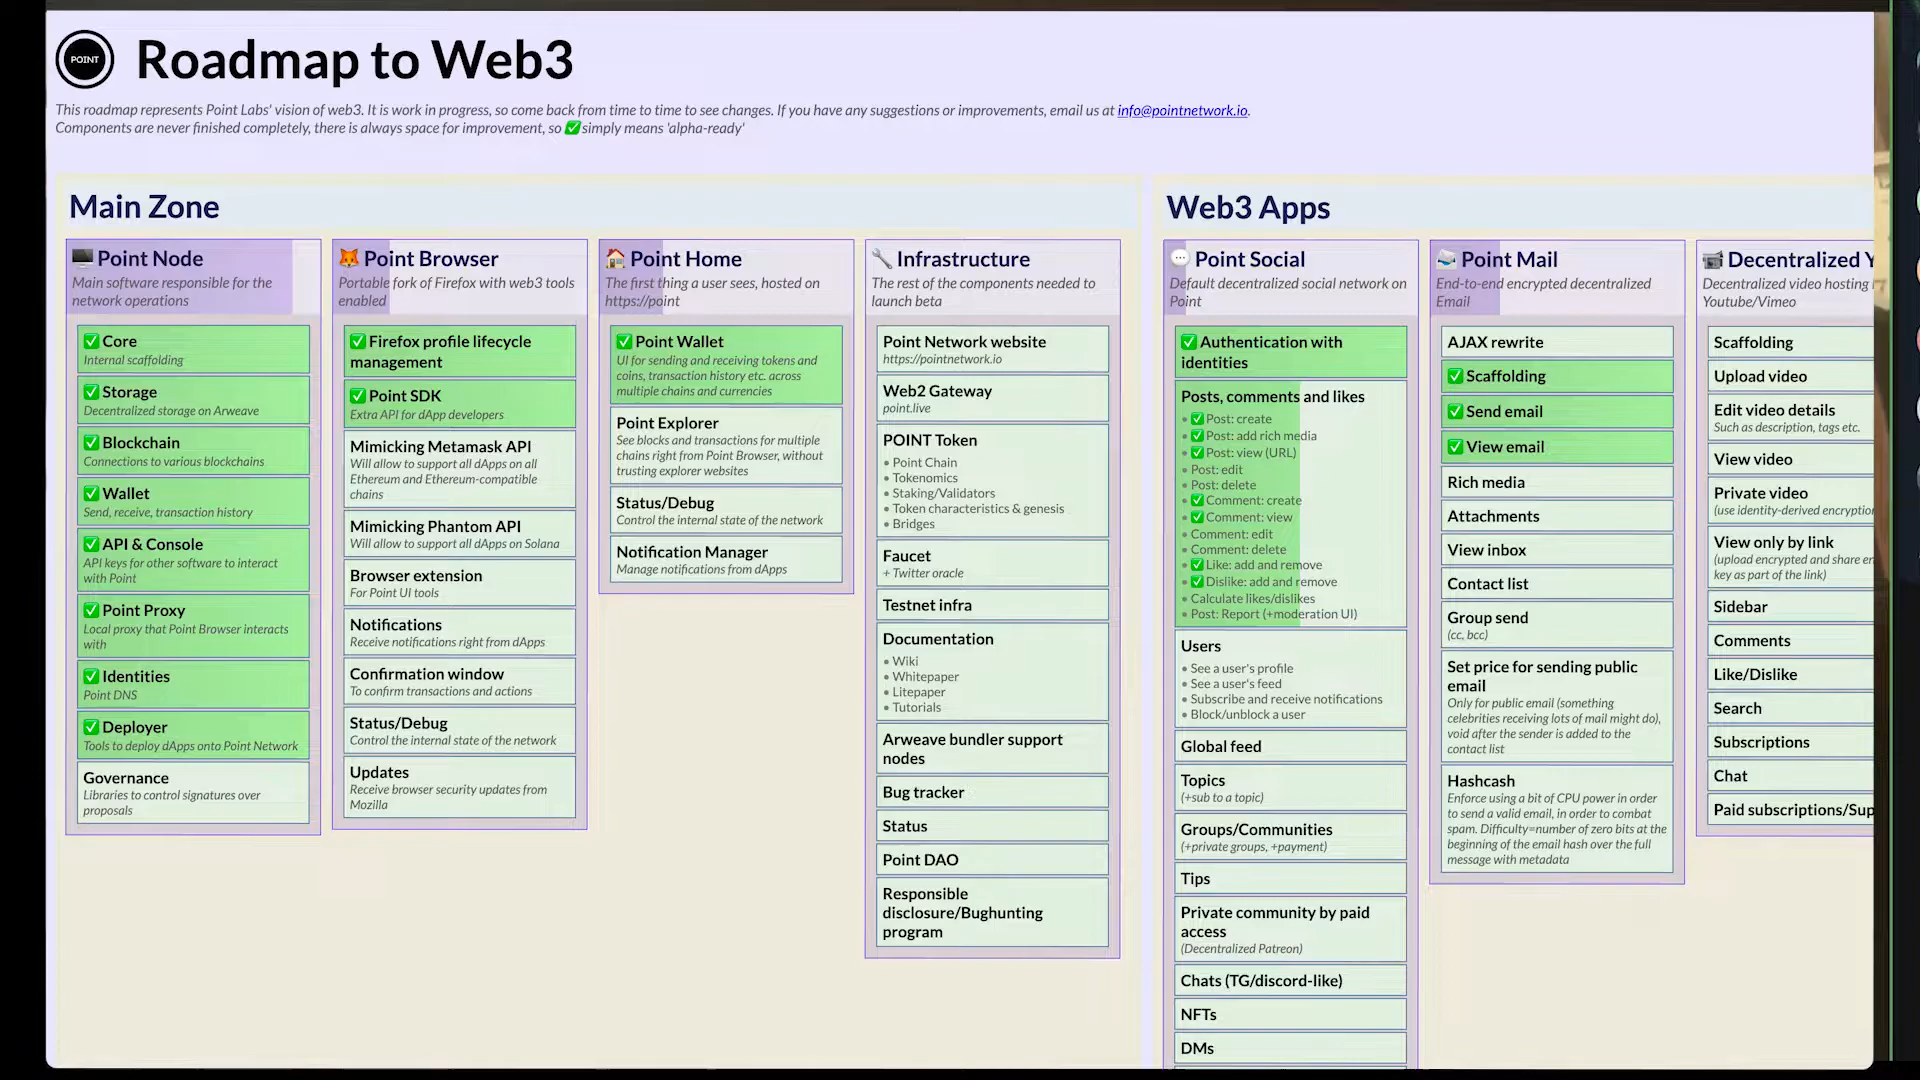 POINT
Roadmap to Web3
This roadmap represents Point Labs' vision of web3. It is work in progress, so come back from time to time to see changes. If you have any suggestions or improvements, email us at info@pointnetwork.io.
Components are never finished completely, there is always space for improvement, so ✅ simply means 'alpha-ready'
Main Zone
Point Node
Main software responsible for the
network operations
✅ Core
Internal scaffolding
✅ Storage
Decentralized storage on Arweave
✅ Blockchain
Connections to various blockchains
✅ Wallet
Send, receive, transaction history
✅ API & Console
API keys for other software to interact
with Point
✅ Point Proxy
Local proxy that Point Browser interacts
with
✅ Identities
Point DNS
✅ Deployer
Tools to deploy dApps onto Point Network
Governance
Libraries to control signatures over
proposals
Point Browser
Portable fork of Firefox with web3 tools
enabled
✅ Firefox profile lifecycle
management
✅ Point SDK
Extra API for dApp developers
Mimicking Metamask API
Will allow to support all dApps on all
Ethereum and Ethereum-compatible
chains
Mimicking Phantom API
Will allow to support all dApps on Solana
Browser extension
For Point UI tools
Notifications
Receive notifications right from dApps
Confirmation window
To confirm transactions and actions
Status/Debug
Control the internal state of the network
Updates
Receive browser security updates from
Mozilla
Point Home
The first thing a user sees, hosted on
https://point
✅ Point Wallet
UI for sending and receiving tokens and
coins, transaction history etc. across
multiple chains and currencies
Point Explorer
See blocks and transactions for multiple
chains right from Point Browser, without
trusting explorer websites
Status/Debug
Control the internal state of the network
Notification Manager
Manage notifications from dApps
Infrastructure
The rest of the components needed to
launch beta
Point Network website
https://pointnetwork.io
Web2 Gateway
point.live
POINT Token
• Point Chain
• Tokenomics
• Staking/Validators
• Token characteristics & genesis
• Bridges
Faucet
+ Twitter oracle
Testnet infra
Documentation
• Wiki
• Whitepaper
• Litepaper
• Tutorials
Arweave bundler support
nodes
Bug tracker
Status
Point DAO
Responsible
disclosure/Bughunting
program
Web3 Apps
Point Social
Default decentralized social network on
Point
✅ Authentication with
identities
Posts, comments and likes
• ✅ Post: create
• ✅ Post: add rich media
• ✅ Post: view (URL)
• Post: edit
• Post: delete
• ✅ Comment: create
• ✅ Comment: view
• Comment: edit
• Comment: delete
• ✅ Like: add and remove
• ✅ Dislike: add and remove
• Calculate likes/dislikes
• Post: Report (+moderation UI)
Users
• See a user's profile
• See a user's feed
• Subscribe and receive notifications
• Block/unblock a user
Global feed
Topics
(+sub to a topic)
Groups/Communities
(+private groups, +payment)
Tips
Private community by paid
access
(Decentralized Patreon)
Chats (TG/discord-like)
NFTs
DMs
Point Mail
End-to-end encrypted decentralized
Email
AJAX rewrite
✅ Scaffolding
✅ Send email
✅ View email
Rich media
Attachments
View inbox
Contact list
Group send
(cc, bcc)
Set price for sending public
email
Only for public email (something
celebrities receiving lots of mail might do),
void after the sender is added to the
contact list
Hashcash
Enforce using a bit of CPU power in order
to send a valid email, in order to combat
spam. Difficulty=number of zero bits at the
beginning of the email hash over the full
message with metadata
Decentralized Y
Decentralized video hosting
Youtube/Vimeo
Scaffolding
Upload video
Edit video details
Such as description, tags etc.
View video
Private video
(use identity-derived encryptio
View only by link
(upload encrypted and share en
key as part of the link)
Sidebar
Comments
Like/Dislike
Search
Subscriptions
Chat
Paid subscriptions/Sup